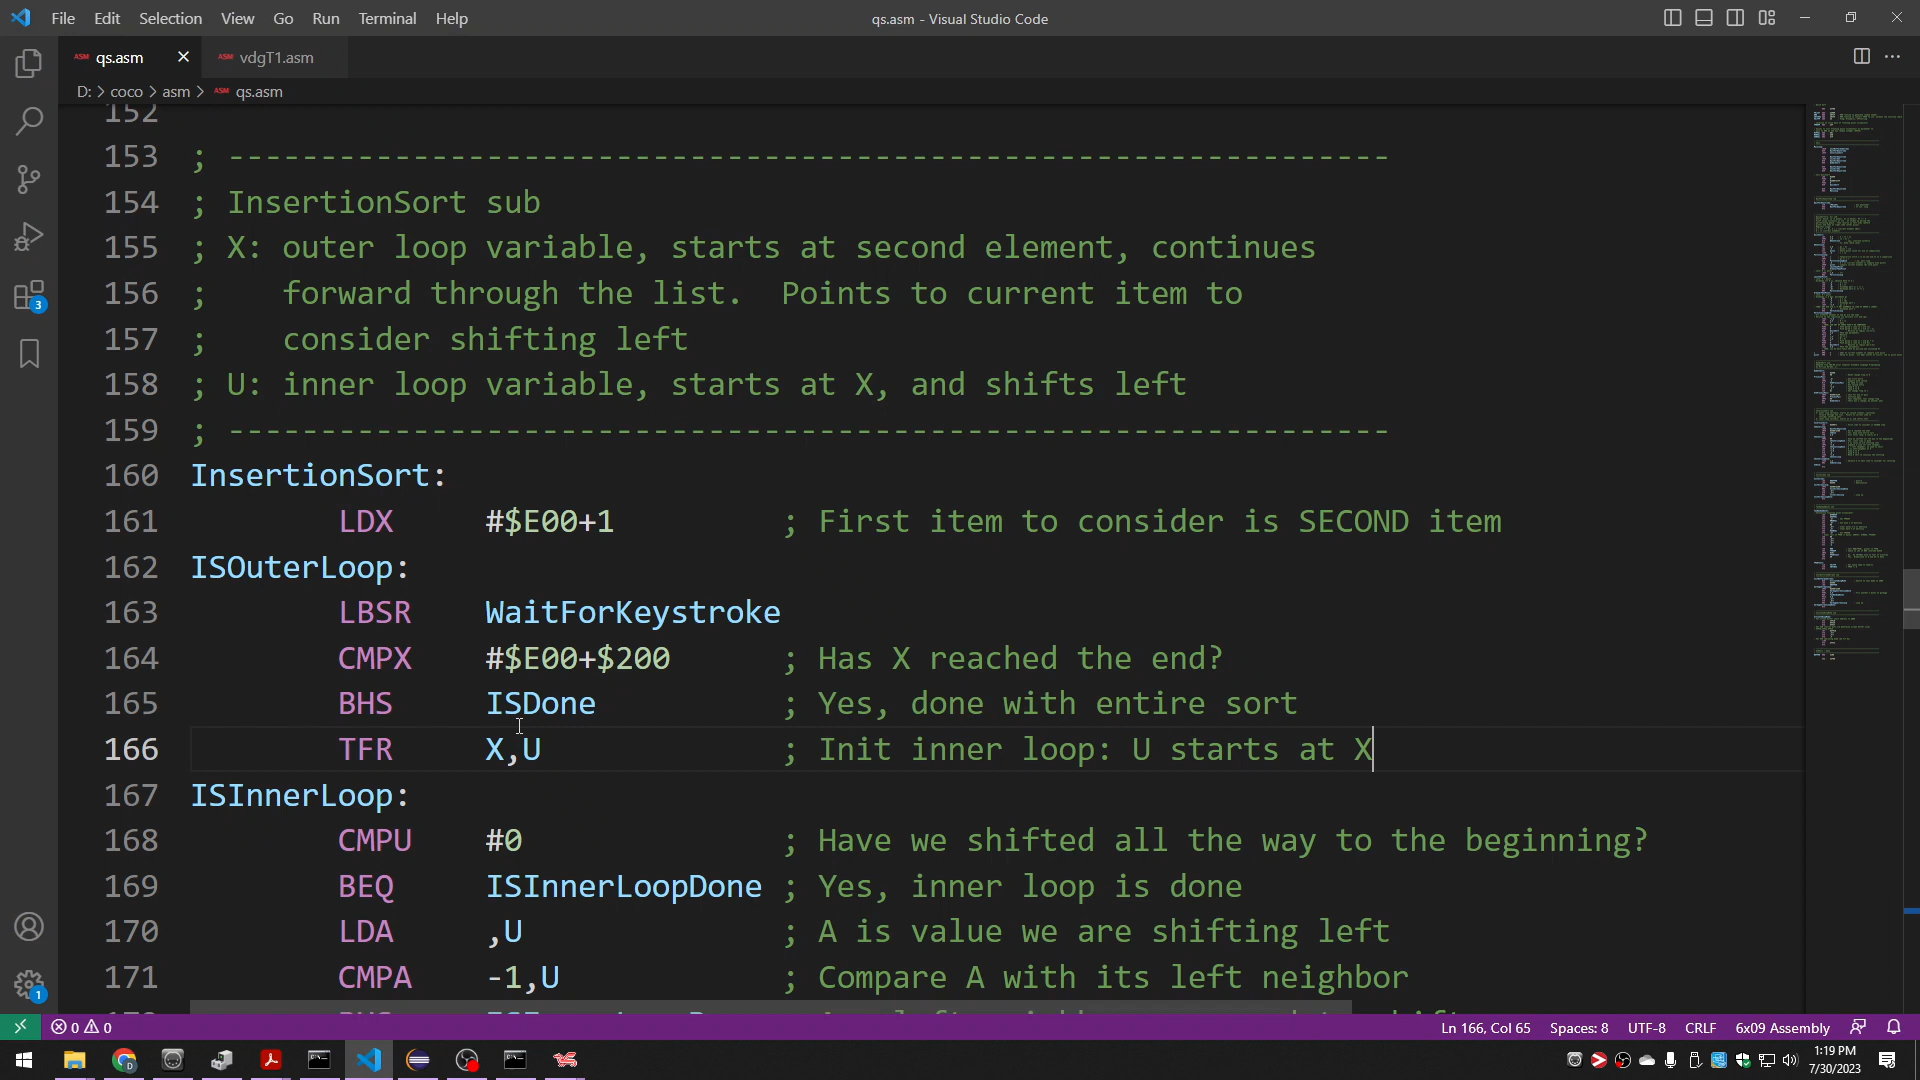 File Edit Selection View Go Run Terminal Help
qs.asm - Visual Studio Code
ASM qs.asm
ASM vdgT1.asm
D: > coco > asm > ASM qs.asm
152
153 ; ---------------------------------------------------------------
154 ; InsertionSort sub
155 ; X: outer loop variable, starts at second element, continues
156 ;    forward through the list.  Points to current item to
157 ;    consider shifting left
158 ; U: inner loop variable, starts at X, and shifts left
159 ; ---------------------------------------------------------------
160 InsertionSort:
161 LDX #$E00+1 ; First item to consider is SECOND item
162 ISOuterLoop:
163 LBSR WaitForKeystroke
164 CMPX #$E00+$200 ; Has X reached the end?
165 BHS ISDone ; Yes, done with entire sort
166 TFR X,U ; Init inner loop: U starts at X
167 ISInnerLoop:
168 CMPU #0 ; Have we shifted all the way to the beginning?
169 BEQ ISInnerLoopDone ; Yes, inner loop is done
170 LDA ,U ; A is value we are shifting left
171 CMPA -1,U ; Compare A with its left neighbor
3
1
0 0
Ln 166, Col 65 Spaces: 8 UTF-8 CRLF 6x09 Assembly
1:19 PM
7/30/2023